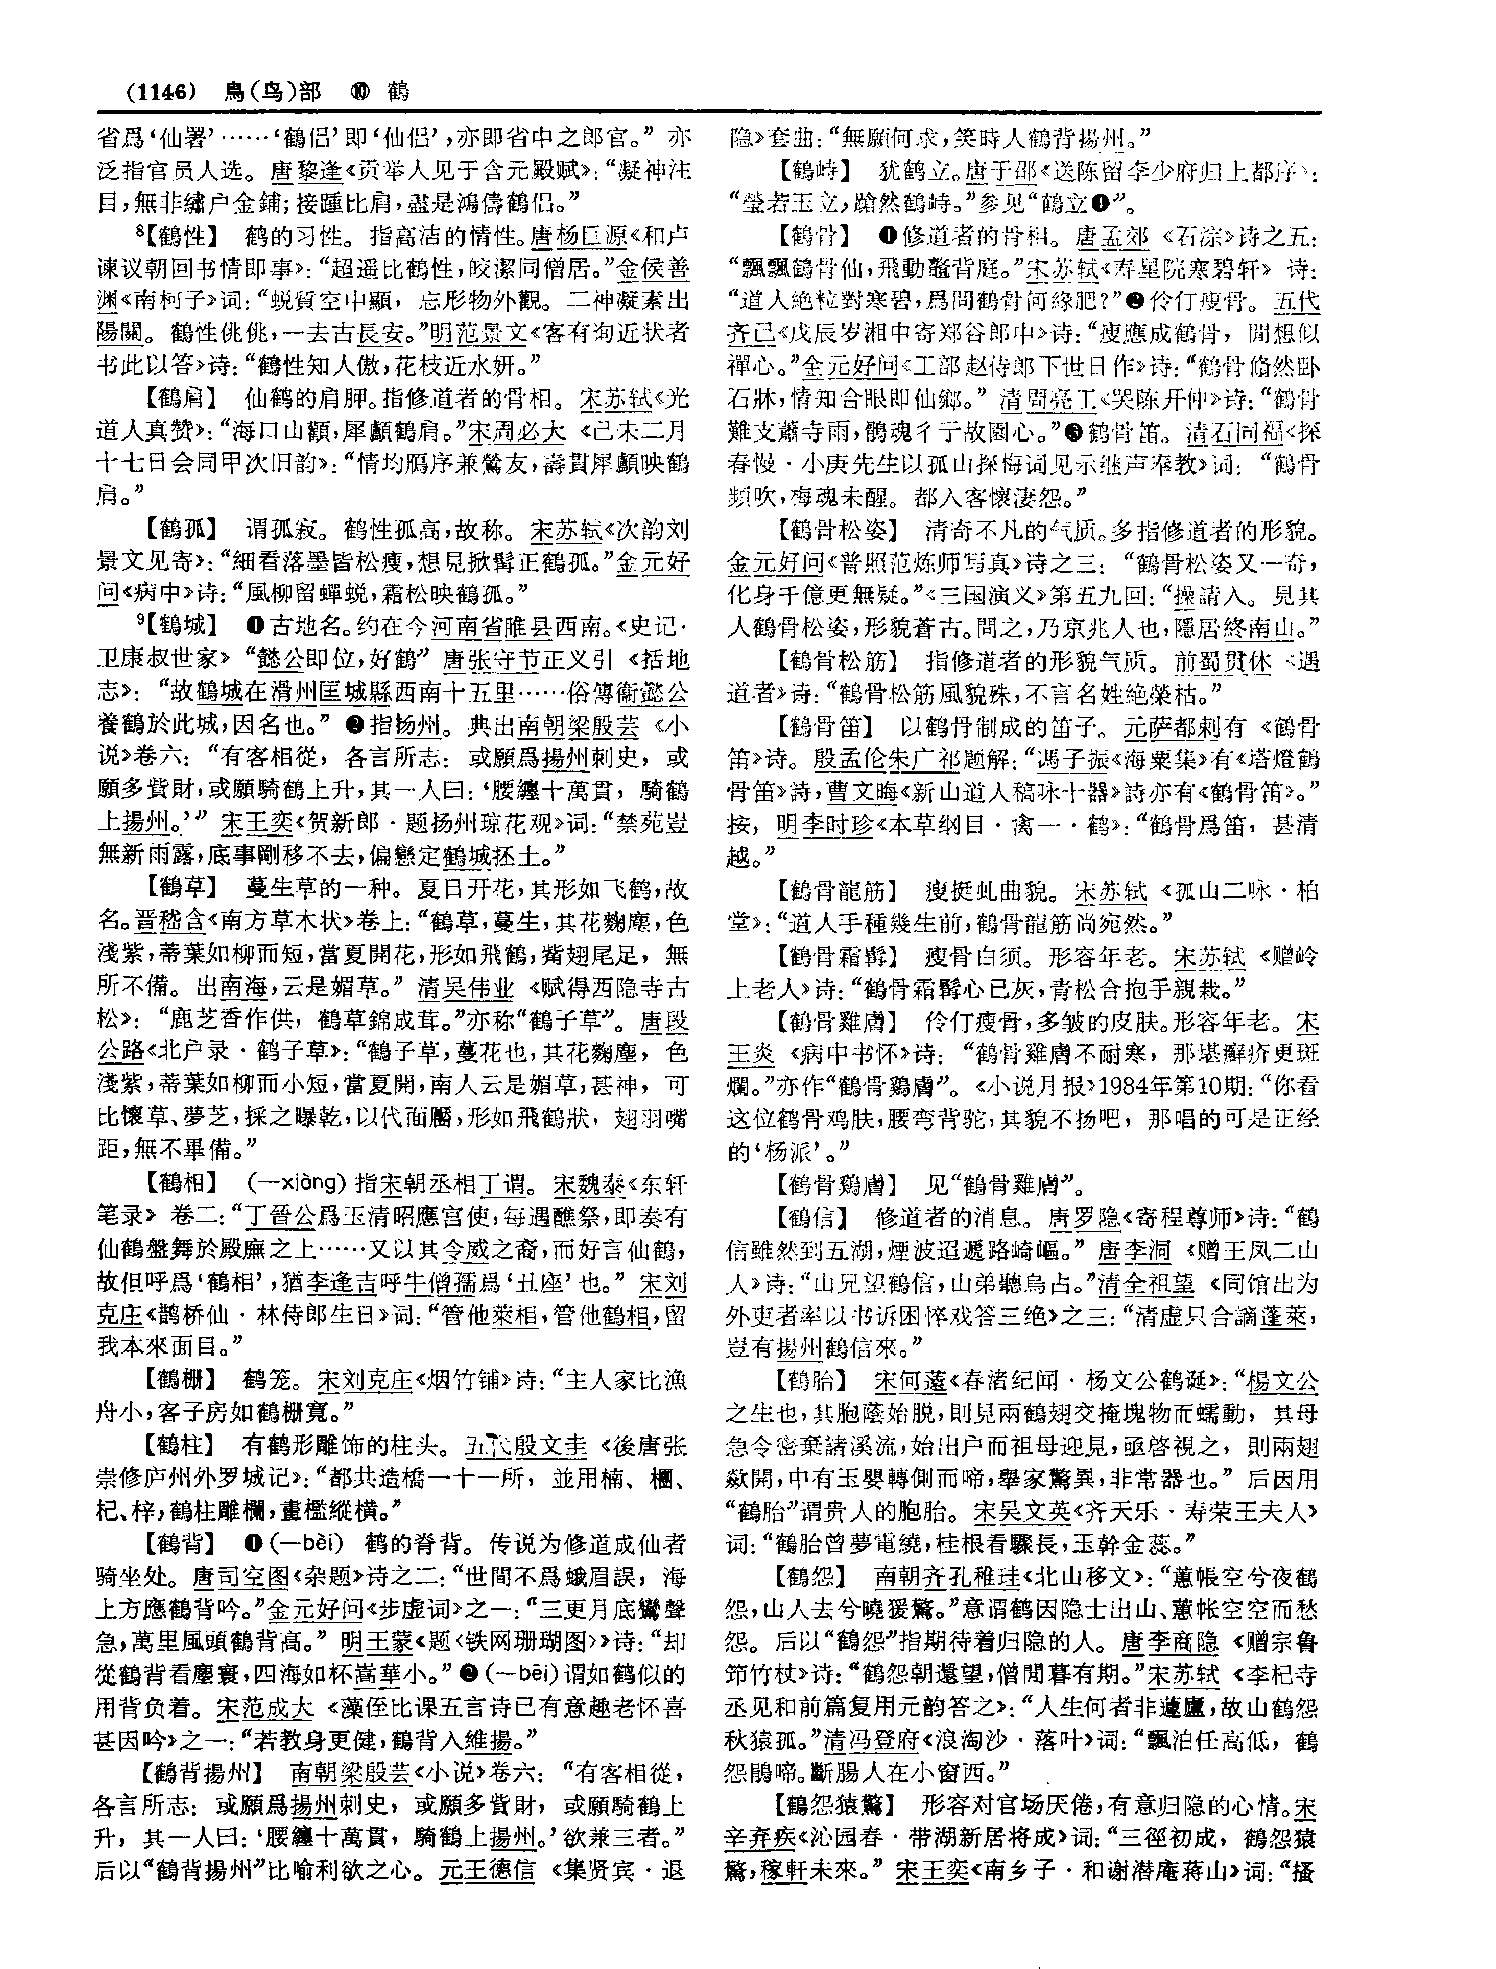 (1146) 鳥(鸟)部 ⑩ 鹤
省爲‘仙署’……‘鶴侣’即‘仙侣’,亦即省中之郎官。” 亦
泛指官员人选。唐黎逢《贡举人见于含元殿赋》:“凝神注
目,無非繡户金鋪;接踵比肩,盡是鴻儔鶴侣。”
⁸【鶴性】 鹤的习性。指高洁的情性。唐杨巨源《和卢
谏议朝回书情即事》:“超遥比鶴性,皎潔同僧居。”金侯善
渊《南柯子》词:“蜕質空中顯,忘形物外觀。二神凝素出
陽關。鶴性佻佻,一去古長安。”明范景文《客有询近状者
书此以答》诗:“鶴性知人傲,花枝近水妍。”
【鶴肩】 仙鹤的肩胛。指修道者的骨相。宋苏轼《光
道人真赞》:“海口山顴,犀顱鶴肩。”宋周必大《己未二月
十七日会同甲次旧韵》:“情均鴈序兼鶯友,壽貫犀顱映鶴
肩。”
【鶴孤】 谓孤寂。鹤性孤高,故称。宋苏轼《次韵刘
景文见寄》:“細看落墨皆松瘦,想見掀髯正鶴孤。”金元好
问《病中》诗:“風柳留蟬蜕,霜松映鶴孤。”
⁹【鶴城】 ❶古地名。约在今河南省睢县西南。《史记·
卫康叔世家》“懿公即位,好鶴” 唐张守节正义引《括地
志》:“故鶴城在滑州匡城縣西南十五里……俗傳衛懿公
養鶴於此城,因名也。” ❷指扬州。典出南朝梁殷芸《小
说》卷六:“有客相從,各言所志:或願爲揚州刺史,或
願多貲財,或願騎鶴上升,其一人曰:‘腰纏十萬貫,騎鶴
上揚州。’” 宋王奕《贺新郎·题扬州琼花观》词:“禁苑豈
無新雨露,底事剛移不去,偏戀定鶴城抔土。”
【鶴草】 蔓生草的一种。夏日开花,其形如飞鹤,故
名。晋嵇含《南方草木状》卷上:“鶴草,蔓生,其花麴塵,色
淺紫,蒂葉如柳而短,當夏開花,形如飛鶴,觜翅尾足,無
所不備。出南海,云是媚草。” 清吴伟业《赋得西隐寺古
松》:“鹿芝香作供,鶴草錦成茸。”亦称“鶴子草”。唐段
公路《北户录·鹤子草》:“鶴子草,蔓花也,其花麴塵,色
淺紫,蒂葉如柳而小短,當夏開,南人云是媚草,甚神,可
比懷草、夢芝,採之曝乾,以代面靨,形如飛鶴狀,翅羽嘴
距,無不畢備。”
【鶴相】 (—xiàng)指宋朝丞相丁谓。宋魏泰《东轩
笔录》卷二:“丁晉公爲玉清昭應宫使,每遇醮祭,即奏有
仙鶴盤舞於殿廡之上……又以其令威之裔,而好言仙鶴,
故但呼爲‘鶴相’,猶李逢吉呼牛僧孺爲‘丑座’也。” 宋刘
克庄《鹊桥仙·林侍郎生日》词:“管他萊相,管他鶴相,留
我本來面目。”
【鶴栅】 鹤笼。宋刘克庄《烟竹铺》诗:“主人家比漁
舟小,客子房如鶴栅寬。”
【鶴柱】 有鹤形雕饰的柱头。五代殷文圭《後唐张
崇修庐州外罗城记》:“都共造橋一十一所,並用楠、櫧、
杞、梓,鶴柱雕欄,畫檻縱横。”
【鶴背】 ❶(—bèi) 鹤的脊背。传说为修道成仙者
骑坐处。唐司空图《杂题》诗之二:“世間不爲蛾眉誤,海
上方應鶴背吟。”金元好问《步虚词》之一:“三更月底鸞聲
急,萬里風頭鶴背高。” 明王蒙《题〈铁网珊瑚图〉》诗:“却
從鶴背看塵寰,四海如杯嵩華小。”❷(—bēi)谓如鹤似的
用背负着。宋范成大《藻侄比课五言诗已有意趣老怀喜
甚因吟》之一:“若教身更健,鶴背入維揚。”
【鶴背揚州】 南朝梁殷芸《小说》卷六:“有客相從,
各言所志:或願爲揚州刺史,或願多貲財,或願騎鶴上
升,其一人曰:‘腰纏十萬貫,騎鶴上揚州。’欲兼三者。”
后以“鶴背揚州”比喻利欲之心。元王德信《集贤宾·退
隐》套曲:“無願何求,笑時人鶴背揚州。”
【鶴峙】 犹鹤立。唐于邵《送陈留李少府归上都序》:
“瑩若玉立,蹌然鶴峙。”参见“鶴立❶”。
【鶴骨】 ❶修道者的骨相。唐孟郊《石淙》诗之五:
“飄飄鶴骨仙,飛動鼇背庭。”宋苏轼《寿星院寒碧轩》诗:
“道人絶粒對寒碧,爲問鶴骨何緣肥?”❷伶仃瘦骨。五代
齐己《戊辰岁湘中寄郑谷郎中》诗:“瘦應成鶴骨,閒想似
禪心。”金元好问《工部赵侍郎下世日作》诗:“鶴骨翛然卧
石牀,情知合眼即仙鄉。” 清周亮工《哭陈开仲》诗:“鶴骨
難支蕭寺雨,鵑魂彳亍故園心。”❸鹤骨笛。清石同福《探
春慢·小庚先生以孤山探梅词见示继声奉教》词:“鶴骨
頻吹,梅魂未醒。都入客懷淒怨。”
【鶴骨松姿】 清奇不凡的气质。多指修道者的形貌。
金元好问《普照范炼师写真》诗之三:“鶴骨松姿又一奇,
化身千億更無疑。”《三国演义》第五九回:“操請入。見其
人鶴骨松姿,形貌蒼古。問之,乃京兆人也,隱居終南山。”
【鶴骨松筋】 指修道者的形貌气质。前蜀贯休《遇
道者》诗:“鶴骨松筋風貌殊,不言名姓絶榮枯。”
【鶴骨笛】 以鹤骨制成的笛子。元萨都剌有《鹤骨
笛》诗。殷孟伦朱广祁题解:“馮子振《海粟集》有《塔燈鶴
骨笛》詩,曹文晦《新山道人稿咏十器》詩亦有《鶴骨笛》。”
按,明李时珍《本草纲目·禽一·鹤》:“鶴骨爲笛,甚清
越。”
【鶴骨龍筋】 瘦挺虬曲貌。宋苏轼《孤山二咏·柏
堂》:“道人手種幾生前,鶴骨龍筋尚宛然。”
【鶴骨霜髯】 瘦骨白须。形容年老。宋苏轼《赠岭
上老人》诗:“鶴骨霜髯心已灰,青松合抱手親栽。”
【鶴骨雞膚】 伶仃瘦骨,多皱的皮肤。形容年老。宋
王炎《病中书怀》诗:“鶴骨雞膚不耐寒,那堪癬疥更斑
斕。”亦作“鶴骨鷄膚”。《小说月报》1984年第10期:“你看
这位鹤骨鸡肤,腰弯背驼,其貌不扬吧,那唱的可是正经
的‘杨派’。”
【鹤骨鷄膚】 见“鶴骨雞膚”。
【鶴信】 修道者的消息。唐罗隐《寄程尊师》诗:“鶴
信雖然到五湖,煙波迢遞路崎嶇。” 唐李洞《赠王凤二山
人》诗:“山兄望鶴信,山弟聽烏占。”清全祖望《同馆出为
外吏者率以书诉困悴戏答三绝》之三:“清虚只合謫蓬萊,
豈有揚州鶴信來。”
【鹤胎】 宋何薳《春渚纪闻·杨文公鹤诞》:“楊文公
之生也,其胞蔭始脱,則見兩鶴翅交掩塊物而蠕動,其母
急令密棄諸溪流,始出户而祖母迎見,亟啓視之,則兩翅
歘開,中有玉嬰轉側而啼,舉家驚異,非常器也。” 后因用
“鶴胎”谓贵人的胞胎。宋吴文英《齐天乐·寿荣王夫人》
词:“鶴胎曾夢電繞,桂根看驟長,玉幹金蕊。”
【鶴怨】 南朝齐孔稚珪《北山移文》:“蕙帳空兮夜鶴
怨,山人去兮曉猨驚。”意谓鹤因隐士出山、蕙帐空空而愁
怨。后以“鶴怨”指期待着归隐的人。唐李商隐《赠宗鲁
筇竹杖》诗:“鶴怨朝還望,僧閒暮有期。”宋苏轼《李杞寺
丞见和前篇复用元韵答之》:“人生何者非蘧廬,故山鶴怨
秋猿孤。”清冯登府《浪淘沙·落叶》词:“飄泊任高低,鶴
怨鵑啼。斷腸人在小窗西。”
【鶴怨猿驚】 形容对官场厌倦,有意归隐的心情。宋
辛弃疾《沁园春·带湖新居将成》词:“三徑初成,鶴怨猿
驚,稼軒未來。” 宋王奕《南乡子·和谢潜庵蒋山》词:“搔